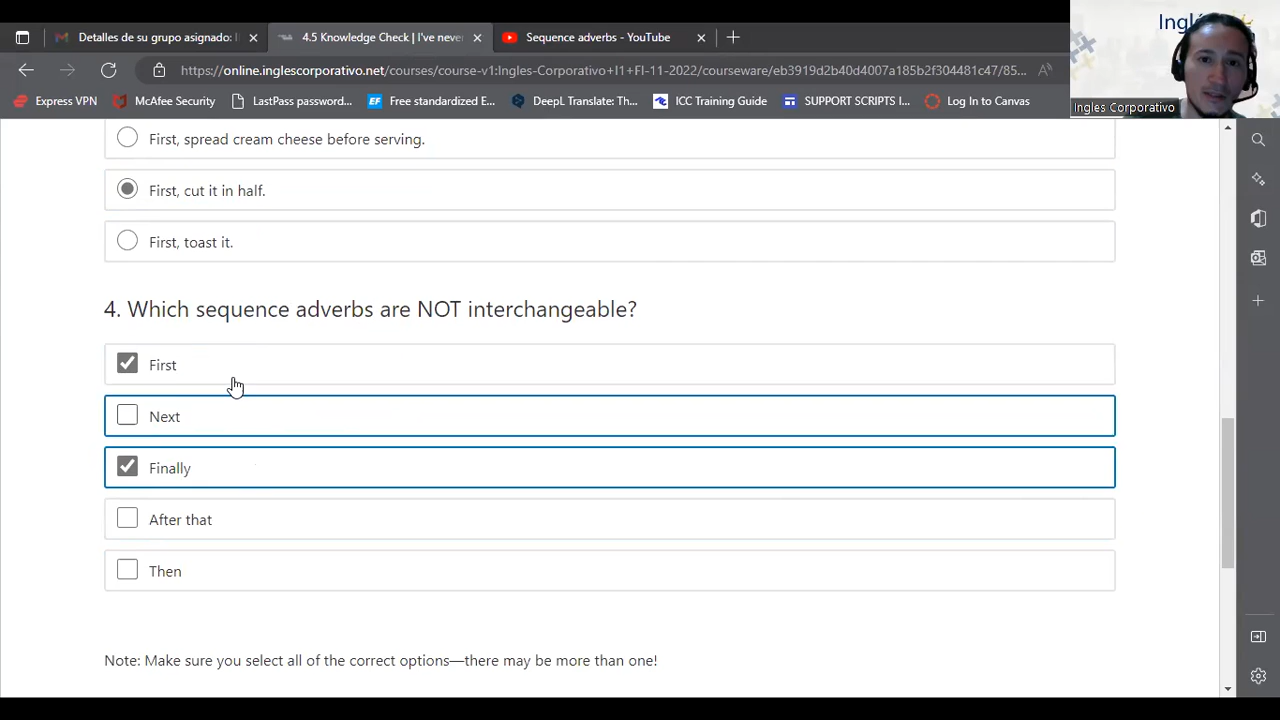 Detalles de su grupo asignado: I
4.5 Knowledge Check | I've never
Sequence adverbs - YouTube
https://online.inglescorporativo.net/courses/course-v1:Ingles-Corporativo+I1+FI-11-2022/courseware/eb3919d2b40d4007a185b2f304481c47/85...
Express VPN
McAfee Security
LastPass password...
EF Free standardized E...
DeepL Translate: Th...
ICC Training Guide
SUPPORT SCRIPTS I...
Log In to Canvas
Ingles Corporativo
First, spread cream cheese before serving.
First, cut it in half.
First, toast it.
4. Which sequence adverbs are NOT interchangeable?
First
Next
Finally
After that
Then
Note: Make sure you select all of the correct options—there may be more than one!